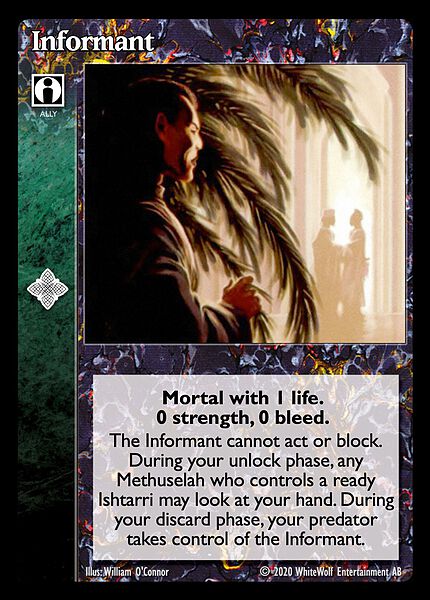 Informant
ALLY
Mortal with 1 life.
0 strength, 0 bleed.
The Informant cannot act or block.
During your unlock phase, any
Methuselah who controls a ready
Ishtarri may look at your hand. During
your discard phase, your predator
takes control of the Informant.
Illus: William O'Connor
© 2020 WhiteWolf Entertainment AB